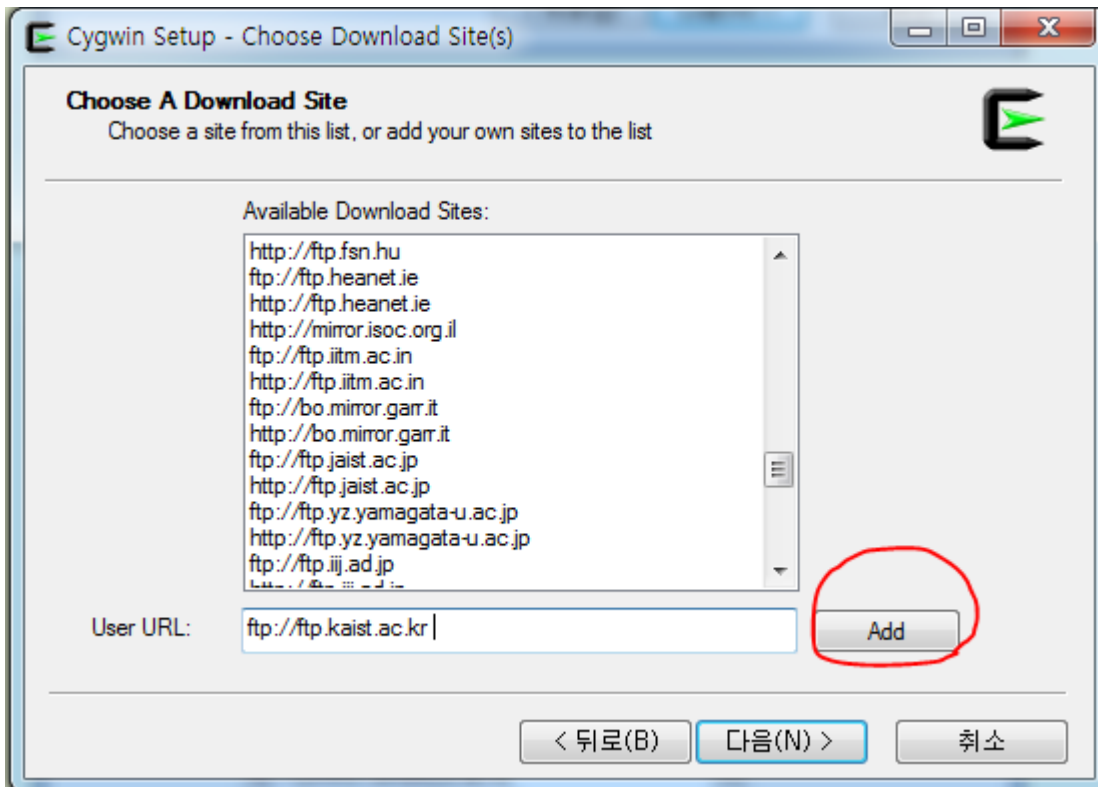 Cygwin Setup - Choose Download Site(s)
Choose A Download Site
Choose a site from this list, or add your own sites to the list
Available Download Sites:
http://ftp.fsn.hu
ftp://ftp.heanet.ie
http://ftp.heanet.ie
http://mirror.isoc.org.il
ftp://ftp.iitm.ac.in
http://ftp.iitm.ac.in
ftp://bo.mirror.garr.it
http://bo.mirror.garr.it
ftp://ftp.jaist.ac.jp
http://ftp.jaist.ac.jp
ftp://ftp.yz.yamagata-u.ac.jp
http://ftp.yz.yamagata-u.ac.jp
ftp://ftp.iij.ad.jp
User URL: ftp://ftp.kaist.ac.kr Add
< 뒤로(B) 다음(N) > 취소